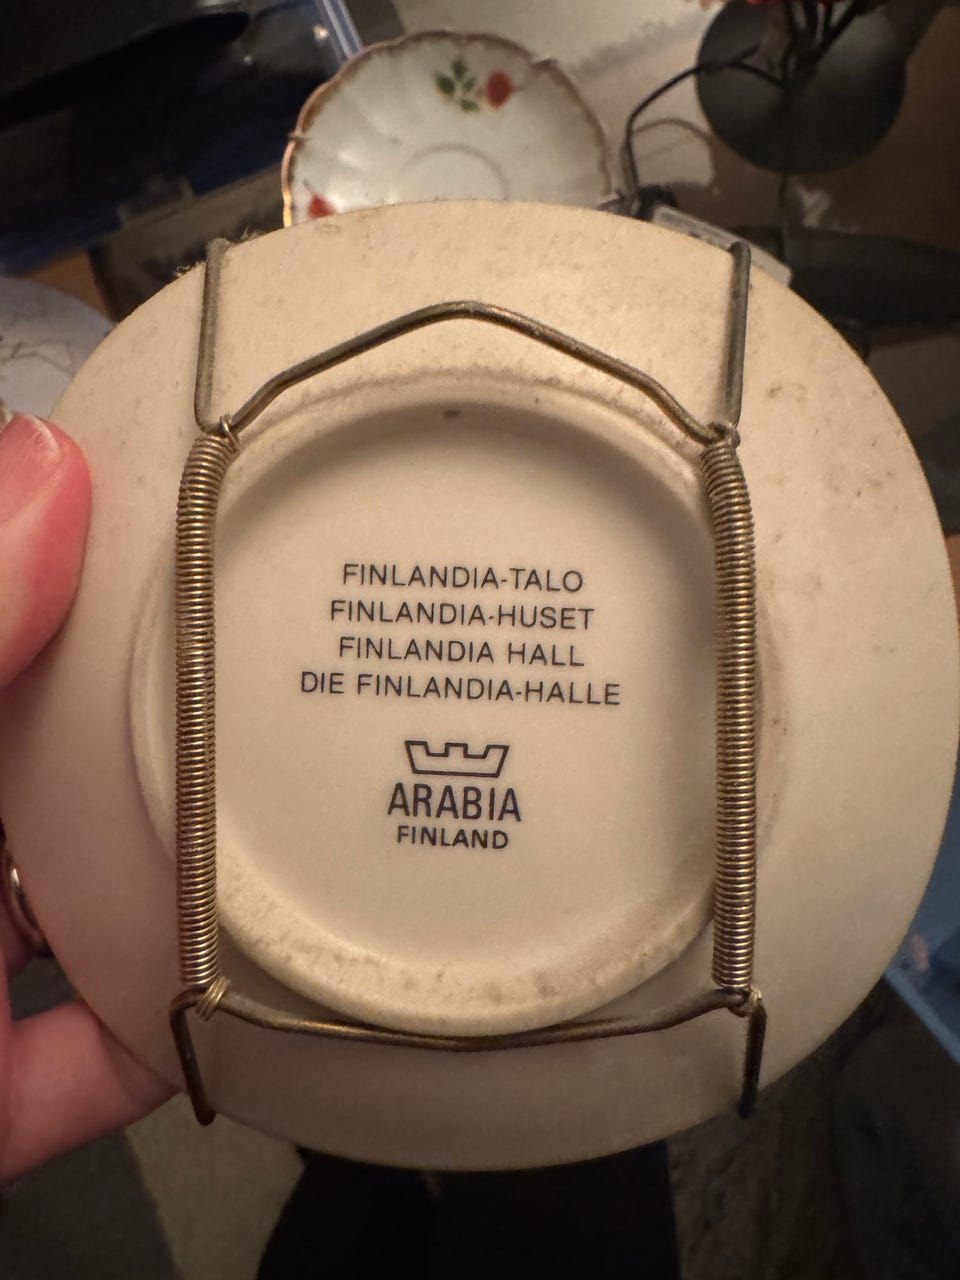 FINLANDIA-TALO
FINLANDIA-HUSET
FINLANDIA HALL
DIE FINLANDIA-HALLE
ARABIA
FINLAND